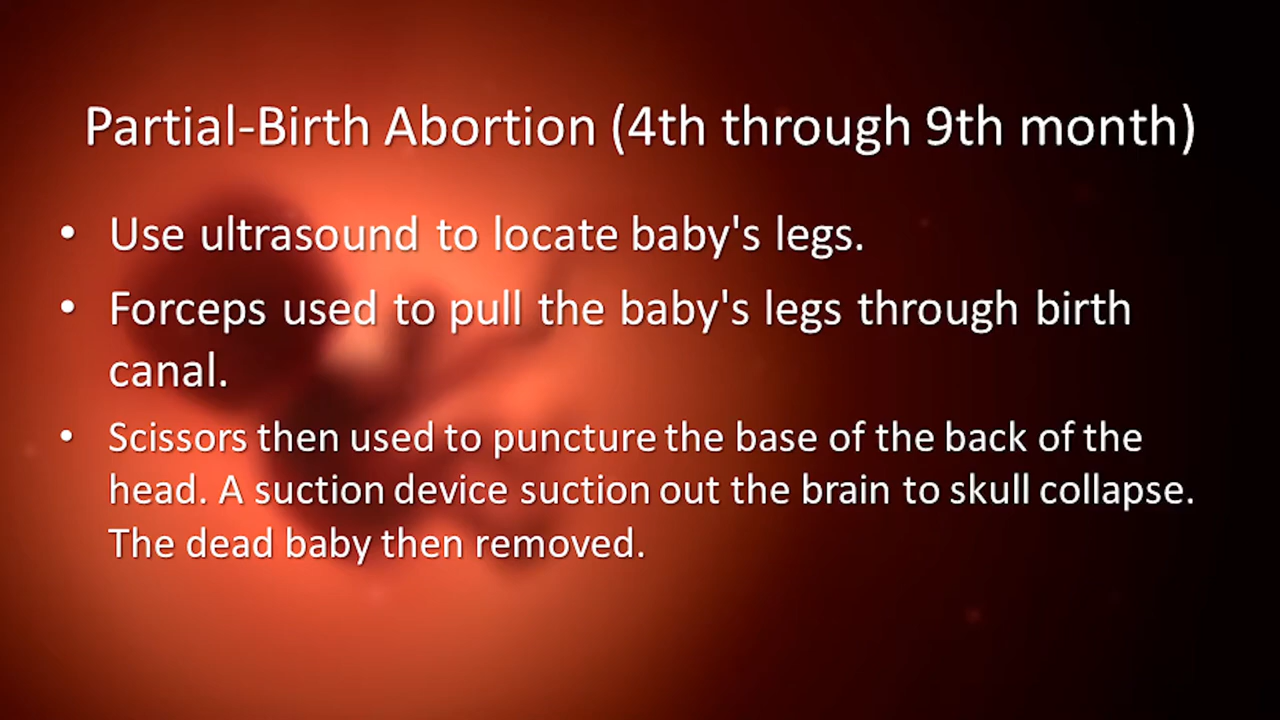 Partial-Birth Abortion (4th through 9th month)
• Use ultrasound to locate baby's legs.
• Forceps used to pull the baby's legs through birth
canal.
• Scissors then used to puncture the base of the back of the
head. A suction device suction out the brain to skull collapse.
The dead baby then removed.